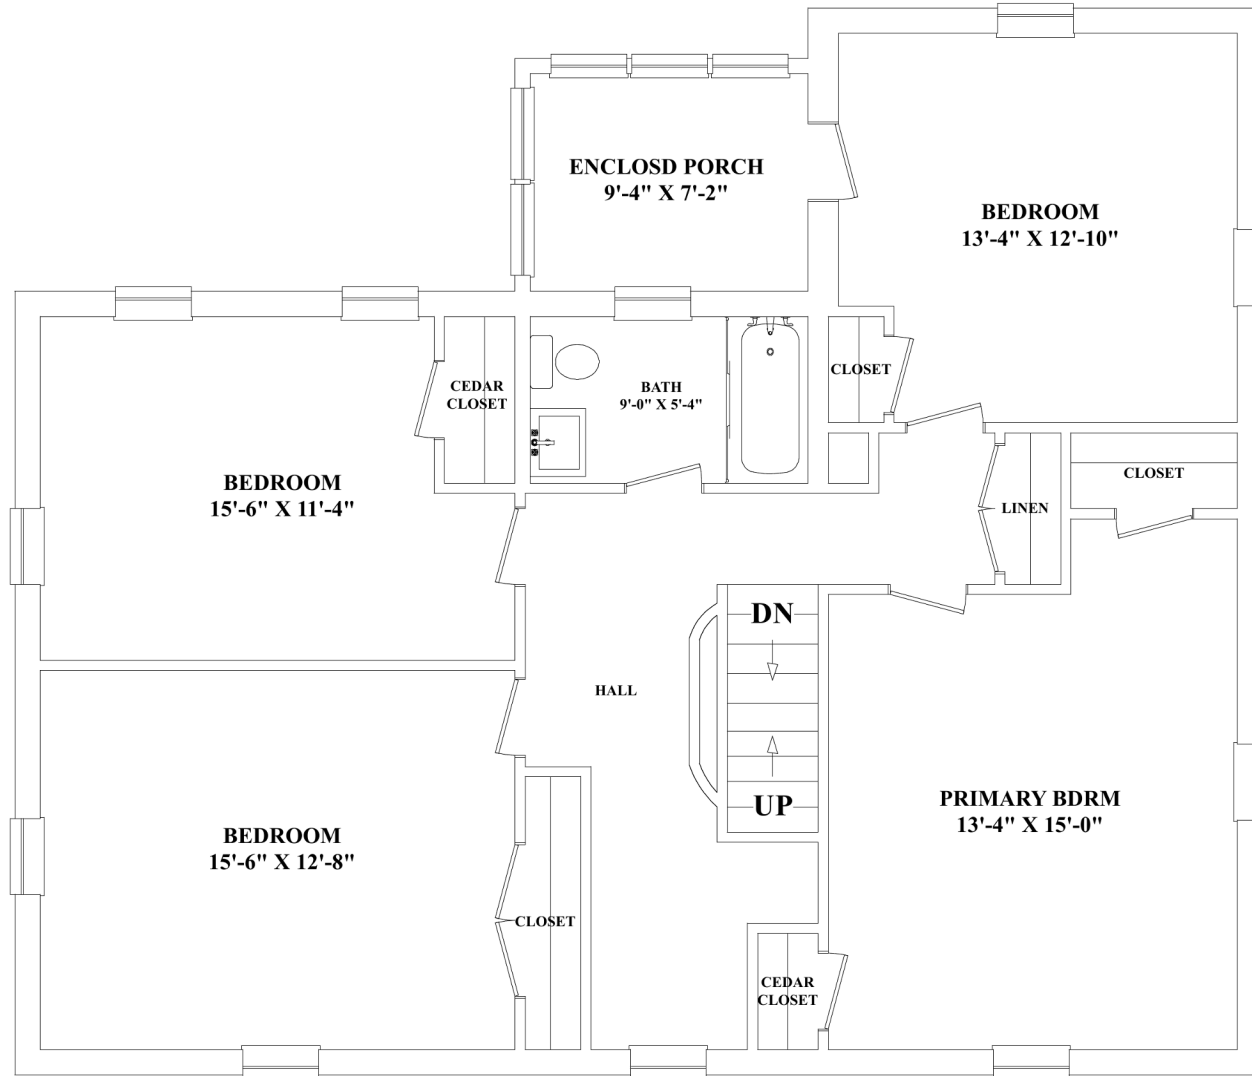 ENCLOSD PORCH
9'-4" X 7'-2"
BEDROOM
13'-4" X 12'-10"
CLOSET
CEDAR
CLOSET
BATH
9'-0" X 5'-4"
CLOSET
BEDROOM
15'-6" X 11'-4"
LINEN
DN
HALL
UP
PRIMARY BDRM
13'-4" X 15'-0"
BEDROOM
15'-6" X 12'-8"
CLOSET
CEDAR
CLOSET